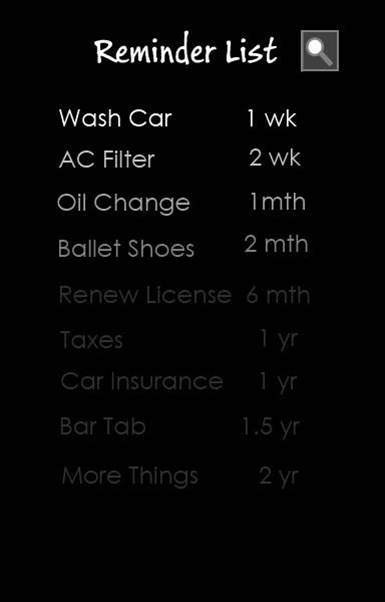 Reminder List
Wash Car 1 wk
AC Filter 2 wk
Oil Change 1mth
Ballet Shoes 2 mth
Renew License 6 mth
Taxes 1 yr
Car Insurance 1 yr
Bar Tab 1.5 yr
More Things 2 yr